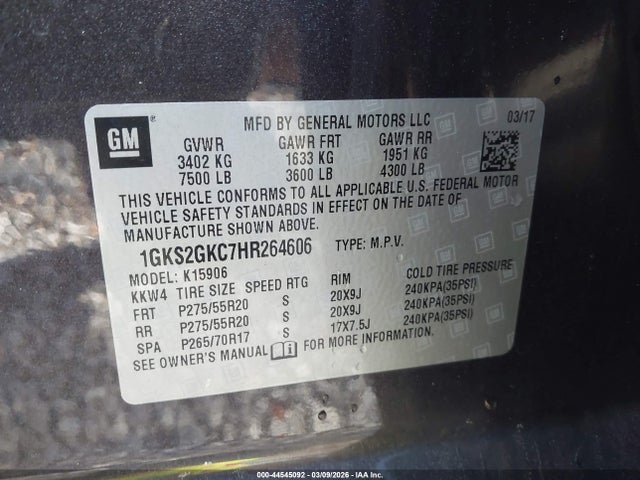 GM
MFD BY GENERAL MOTORS LLC 03/17
GVWR GAWR FRT GAWR RR
3402 KG 1633 KG 1951 KG
7500 LB 3600 LB 4300 LB
THIS VEHICLE CONFORMS TO ALL APPLICABLE U.S. FEDERAL MOTOR
VEHICLE SAFETY STANDARDS IN EFFECT ON THE DATE OF
MANUFACTURE SHOWN ABOVE.
1GKS2GKC7HR264606 TYPE: M.P.V.
MODEL: K15906
KKW4 TIRE SIZE SPEED RTG RIM COLD TIRE PRESSURE
FRT P275/55R20 S 20X9J 240KPA(35PSI)
RR P275/55R20 S 20X9J 240KPA(35PSI)
SPA P265/70R17 S 17X7.5J 240KPA(35PSI)
SEE OWNER'S MANUAL i FOR MORE INFORMATION.
000-44545092 - 03/09/2026 - IAA Inc.